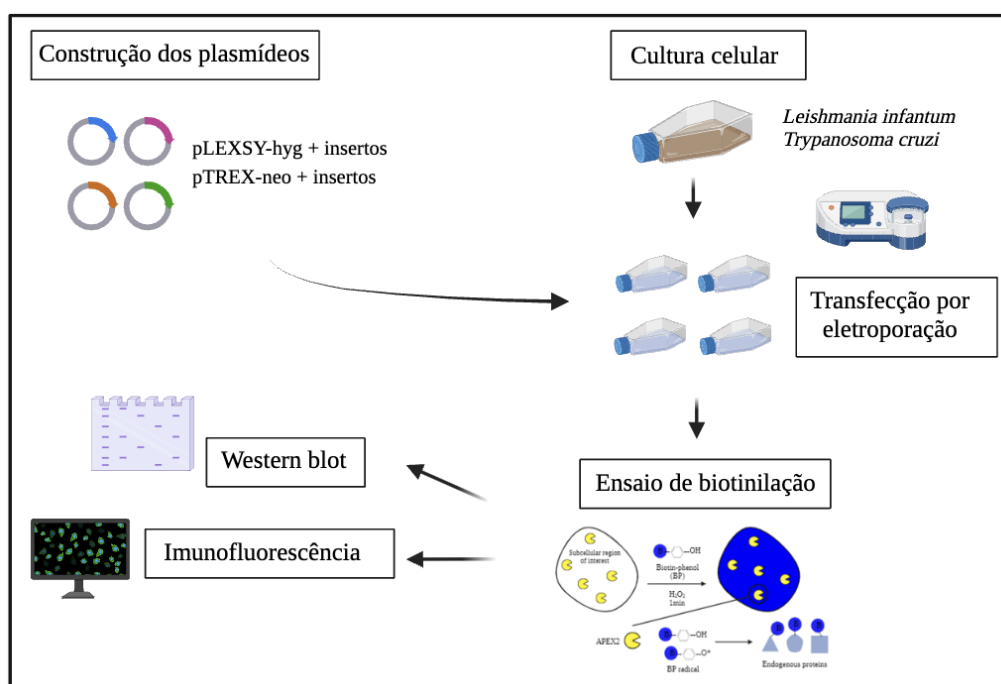 Construção dos plasmídeos
pLEXSY-hyg + insertos
pTREX-neo + insertos
Cultura celular
Leishmania infantum
Trypanosoma cruzi
Transfecção por
eletroporação
Ensaio de biotinilação
Subcellular region
of interest
B
OH
Biotin-phenol
(BP)
H₂O₂
1min
APEX2
B
OH
B
O•
BP radical
B
B
B
Endogenous proteins
Western blot
Imunofluorescência